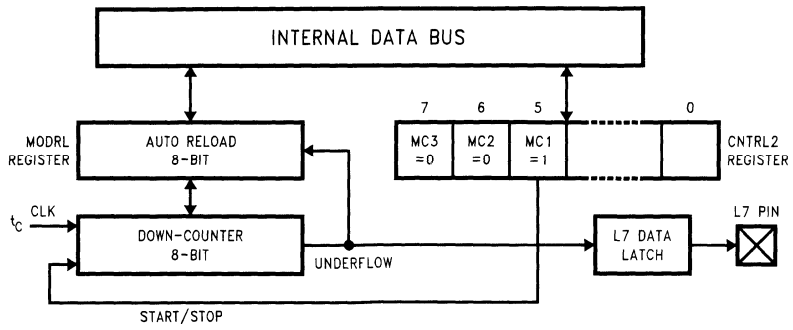 INTERNAL DATA BUS
7 6 5 0
MODRL
REGISTER
AUTO RELOAD
8-BIT
MC3
=0
MC2
=0
MC1
=1
CNTRL2
REGISTER
tC CLK
DOWN-COUNTER
8-BIT
UNDERFLOW
L7 DATA
LATCH
L7 PIN
START/STOP